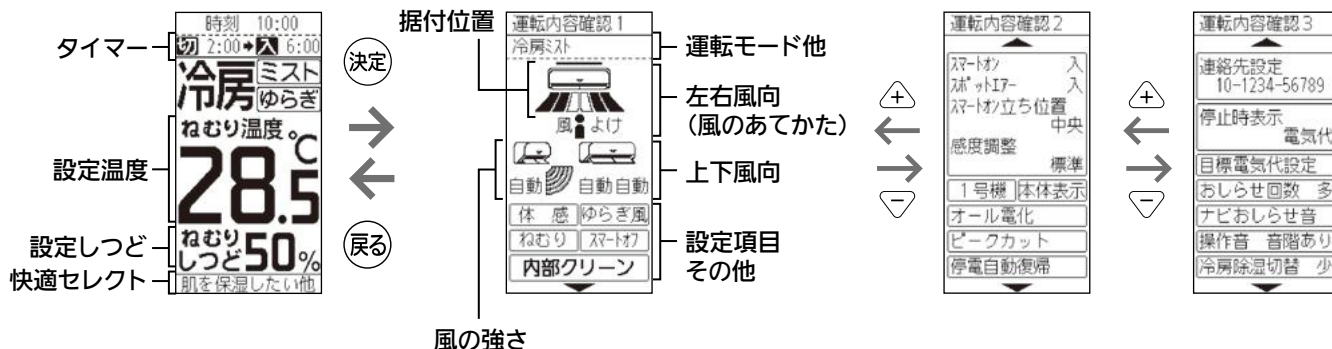 タイマー
設定温度
設定しつど
快適セレクト
時刻 10:00
切 2:00➜入 6:00
冷房
ミスト
ゆらぎ
ねむり温度
28.5℃
ねむり
しつど50%
肌を保湿したい他
決定
戻る
据付位置
運転内容確認1
冷房ミスト
風よけ
自動 自動自動
体 感 ゆらぎ風
ねむり スマートオフ
内部クリーン
運転モード他
左右風向
(風のあてかた)
上下風向
設定項目
その他
風の強さ
+
−
運転内容確認2
スマートオン 入
スポットエアー 入
スマートオン立ち位置
中央
感度調整
標準
1号機 本体表示
オール電化
ピークカット
停電自動復帰
+
−
運転内容確認3
連絡先設定
10-1234-56789
停止時表示
電気代
目標電気代設定
おしらせ回数 多
ナビおしらせ音
操作音 音階あり
冷房除湿切替 少